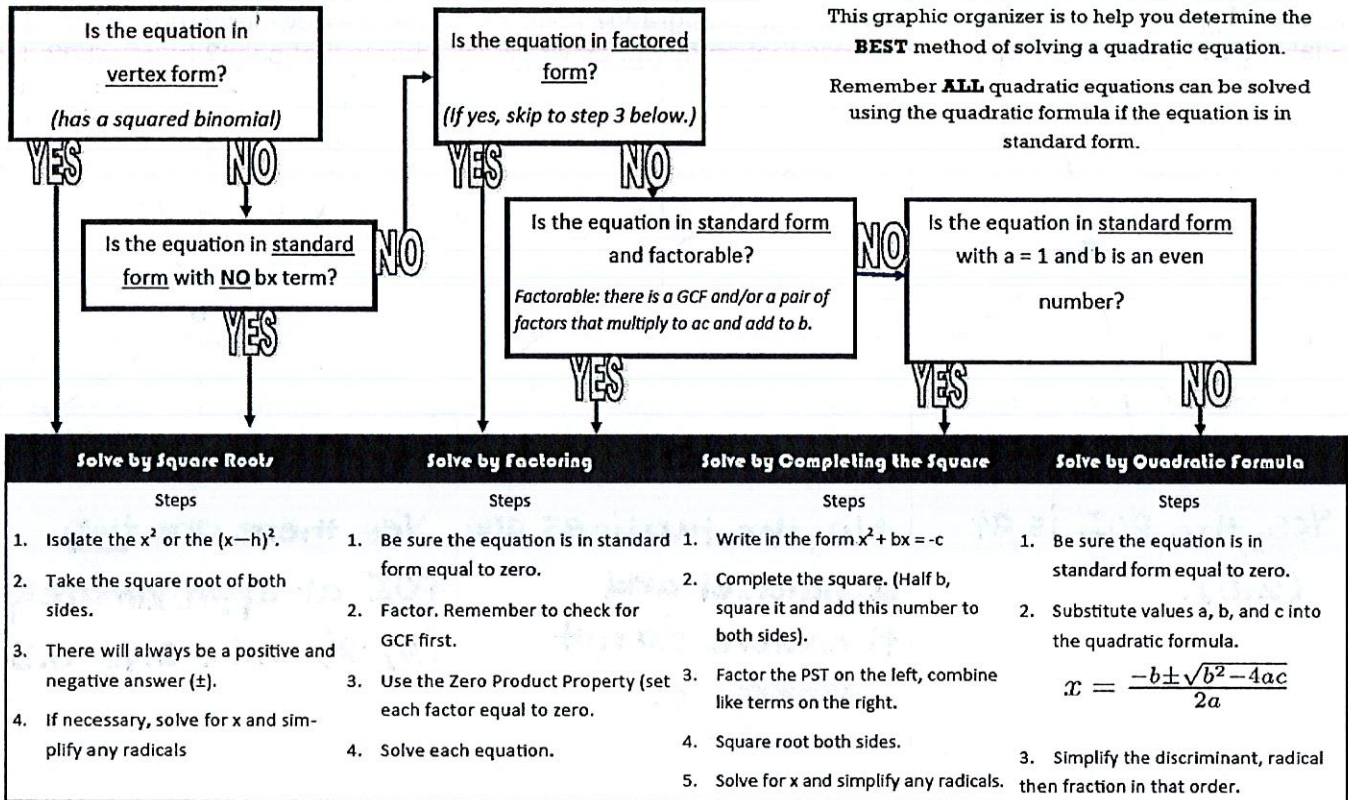 Is the equation in
vertex form?
(has a squared binomial)
YES
NO
Is the equation in standard
form with NO bx term?
NO
YES
Is the equation in factored
form?
(If yes, skip to step 3 below.)
YES
NO
This graphic organizer is to help you determine the
BEST method of solving a quadratic equation.
Remember ALL quadratic equations can be solved
using the quadratic formula if the equation is in
standard form.
Is the equation in standard form
and factorable?
Factorable: there is a GCF and/or a pair of
factors that multiply to ac and add to b.
NO
YES
Is the equation in standard form
with a = 1 and b is an even
number?
YES
NO
Solve by Square Roots
Steps
1. Isolate the x² or the (x—h)².
2. Take the square root of both
sides.
3. There will always be a positive and
negative answer (±).
4. If necessary, solve for x and sim-
plify any radicals
Solve by Factoring
Steps
1. Be sure the equation is in standard
form equal to zero.
2. Factor. Remember to check for
GCF first.
3. Use the Zero Product Property (set
each factor equal to zero.
4. Solve each equation.
Solve by Completing the Square
Steps
1. Write in the form x² + bx = -c
2. Complete the square. (Half b,
square it and add this number to
both sides).
3. Factor the PST on the left, combine
like terms on the right.
4. Square root both sides.
5. Solve for x and simplify any radicals.
Solve by Quadratic Formula
Steps
1. Be sure the equation is in
standard form equal to zero.
2. Substitute values a, b, and c into
the quadratic formula.
x = (-b±√(b²-4ac))/(2a)
3. Simplify the discriminant, radical
then fraction in that order.